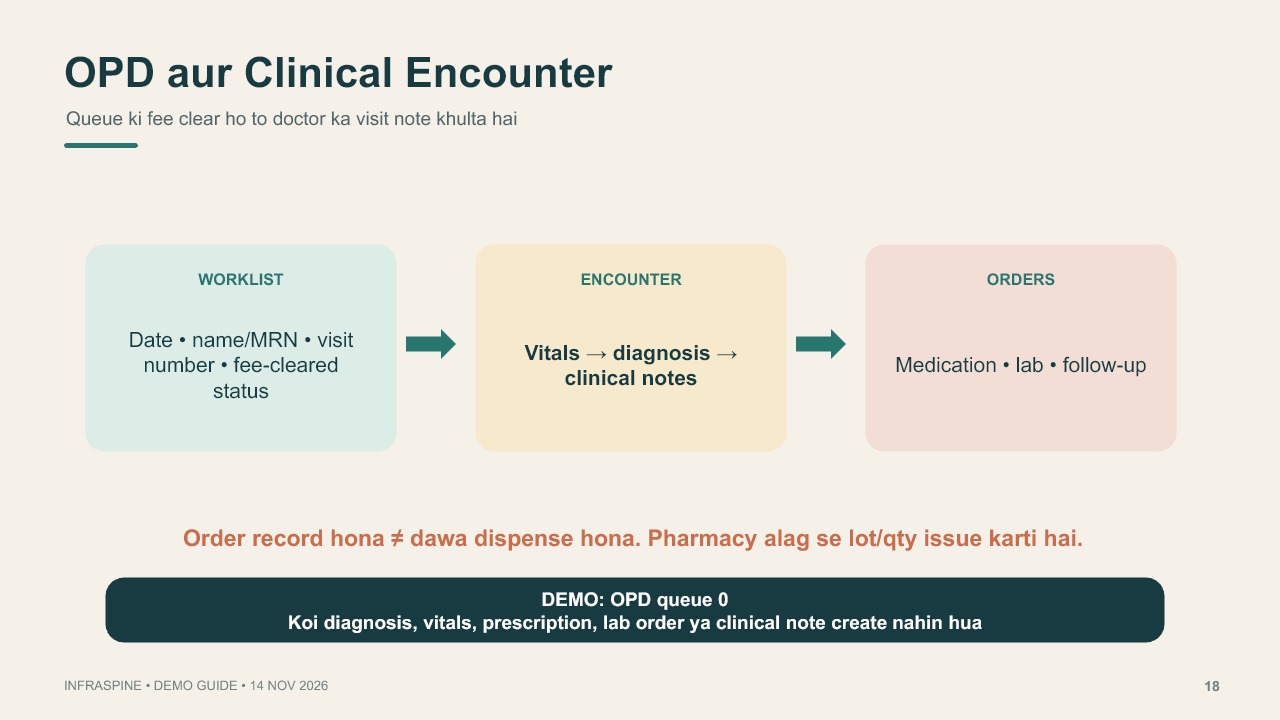 OPD aur Clinical Encounter
Queue ki fee clear ho to doctor ka visit note khulta hai
WORKLIST
Date • name/MRN • visit
number • fee-cleared
status
ENCOUNTER
Vitals → diagnosis →
clinical notes
ORDERS
Medication • lab • follow-up
Order record hona ≠ dawa dispense hona. Pharmacy alag se lot/qty issue karti hai.
DEMO: OPD queue 0
Koi diagnosis, vitals, prescription, lab order ya clinical note create nahin hua
INFRASPINE • DEMO GUIDE • 14 NOV 2026
18